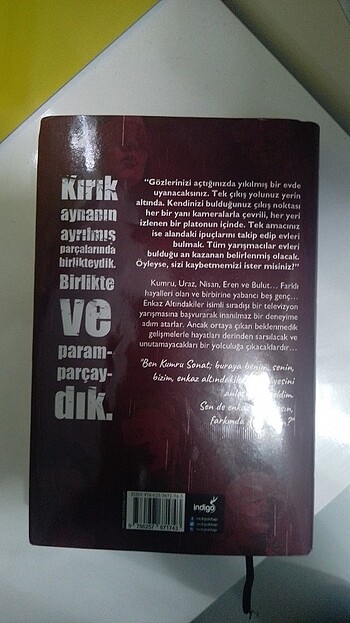 Kırık
aynanın
ayrılmış
parçalarında
birlikteydik.
Birlikte
ve
param-
parçay-
dık.
“Gözlerinizi açtığınızda yıkılmış bir evde
uyanacaksınız. Tek çıkış yolunuz yerin
altında. Kendinizi bulduğunuz çıkış noktası
her bir yanı kameralarla çevrili, her yeri
izlenen bir platonun içinde. Tek amacınız
ise alandaki ipuçlarını takip edip evleri
bulmak. Tüm yarışmacılar evleri
bulduğu an kazanan belirlenmiş olacak.
Öyleyse, sizi kaybetmemizi ister misiniz?”
Kumru, Uraz, Nisan, Eren ve Bulut... Farklı
hayalleri olan ve birbirine yabancı beş genç...
Enkaz Altındakiler isimli sıradışı bir televizyon
yarışmasına başvurarak inanılmaz bir deneyime
adım atarlar. Ancak ortaya çıkan beklenmedik
gelişmelerle hayatları derinden sarsılacak ve
unutamayacakları bir yolculuğa çıkacaklardır...
"Ben Kumru Sonat; buraya benim, senin,
bizim, enkaz
Sen de
farkında
indigo